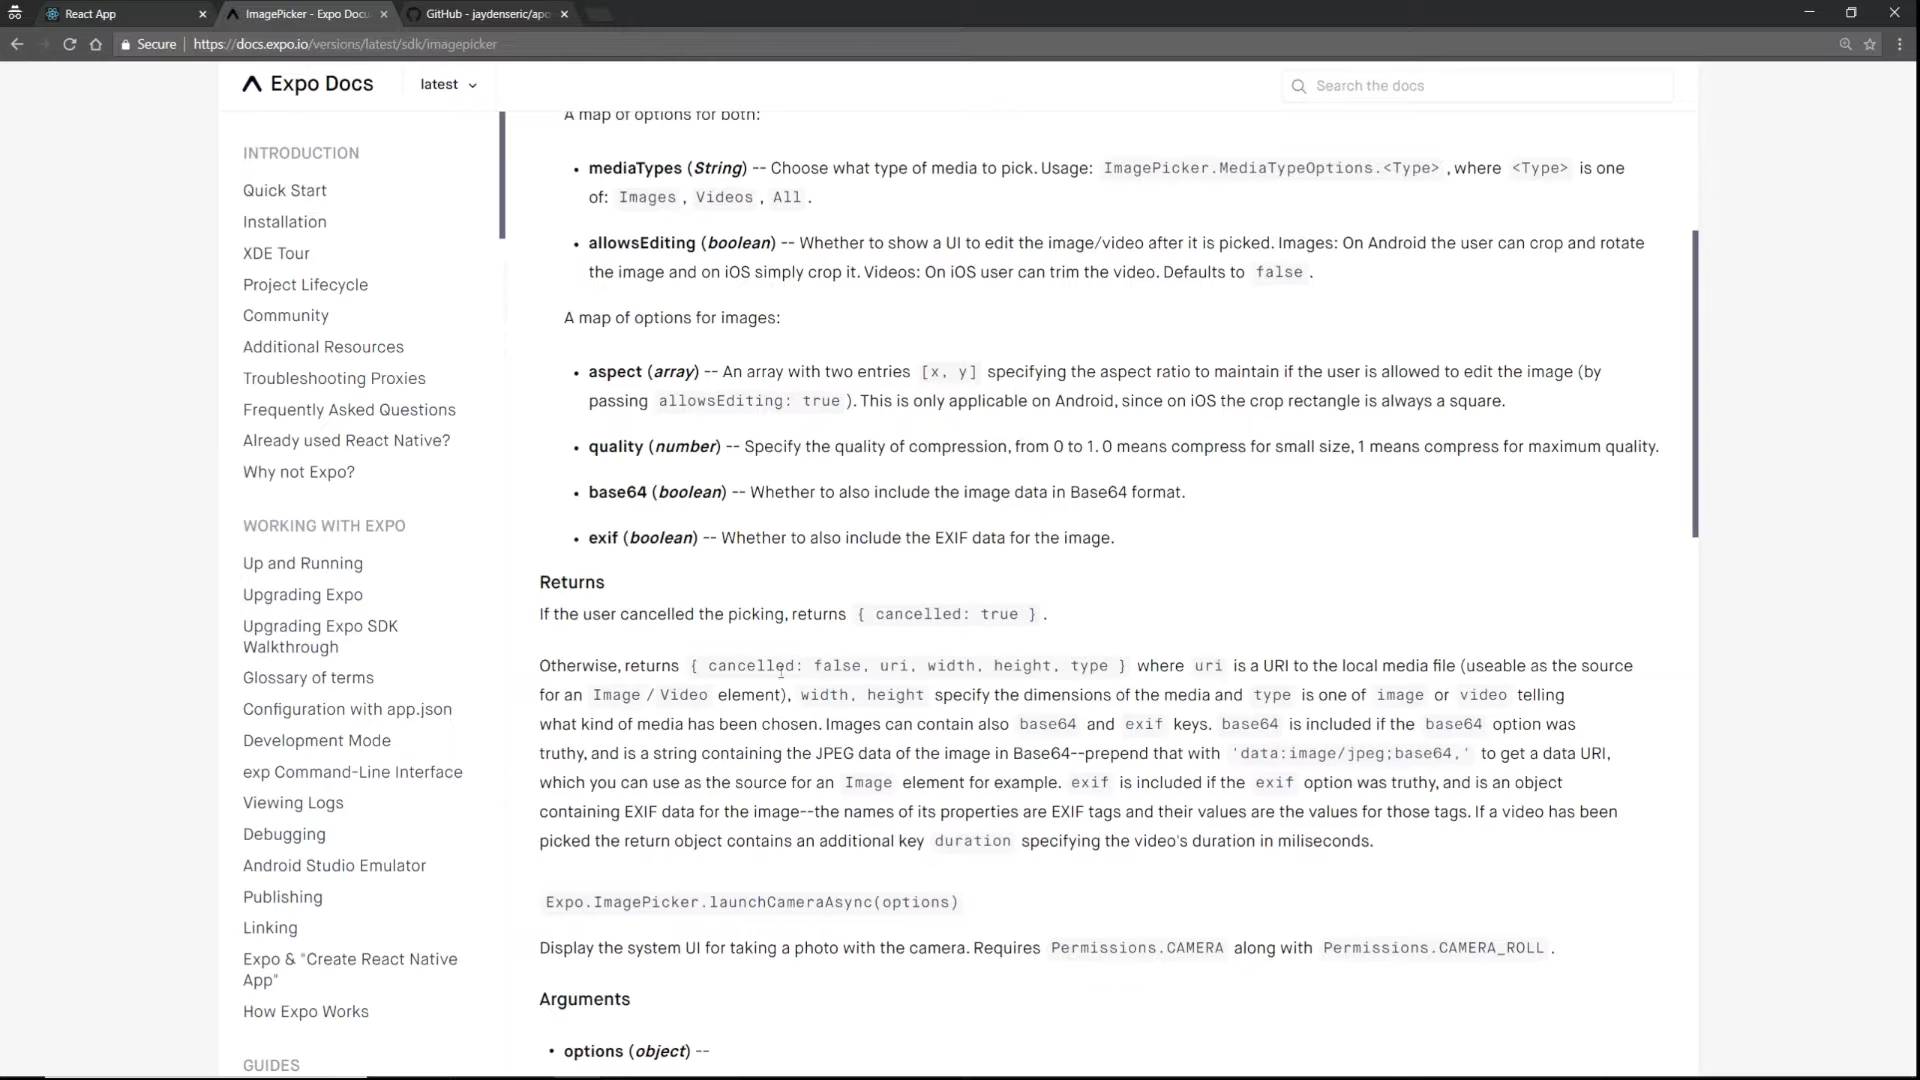 React App
ImagePicker - Expo Docu
GitHub - jaydenseric/apo
Secure
https://docs.expo.io/versions/latest/sdk/imagepicker
Expo Docs
latest
Search the docs
INTRODUCTION
Quick Start
Installation
XDE Tour
Project Lifecycle
Community
Additional Resources
Troubleshooting Proxies
Frequently Asked Questions
Already used React Native?
Why not Expo?
WORKING WITH EXPO
Up and Running
Upgrading Expo
Upgrading Expo SDK
Walkthrough
Glossary of terms
Configuration with app.json
Development Mode
exp Command-Line Interface
Viewing Logs
Debugging
Android Studio Emulator
Publishing
Linking
Expo & "Create React Native
App"
How Expo Works
GUIDES
A map of options for both:
• mediaTypes (String) -- Choose what type of media to pick. Usage: ImagePicker.MediaTypeOptions.<Type> , where <Type> is one
of: Images , Videos , All .
• allowsEditing (boolean) -- Whether to show a UI to edit the image/video after it is picked. Images: On Android the user can crop and rotate
the image and on iOS simply crop it. Videos: On iOS user can trim the video. Defaults to false .
A map of options for images:
• aspect (array) -- An array with two entries [x, y] specifying the aspect ratio to maintain if the user is allowed to edit the image (by
passing allowsEditing: true ). This is only applicable on Android, since on iOS the crop rectangle is always a square.
• quality (number) -- Specify the quality of compression, from 0 to 1. 0 means compress for small size, 1 means compress for maximum quality.
• base64 (boolean) -- Whether to also include the image data in Base64 format.
• exif (boolean) -- Whether to also include the EXIF data for the image.
Returns
If the user cancelled the picking, returns { cancelled: true } .
Otherwise, returns { cancelled: false, uri, width, height, type } where uri is a URI to the local media file (useable as the source
for an Image / Video element), width, height specify the dimensions of the media and type is one of image or video telling
what kind of media has been chosen. Images can contain also base64 and exif keys. base64 is included if the base64 option was
truthy, and is a string containing the JPEG data of the image in Base64--prepend that with 'data:image/jpeg;base64,' to get a data URI,
which you can use as the source for an Image element for example. exif is included if the exif option was truthy, and is an object
containing EXIF data for the image--the names of its properties are EXIF tags and their values are the values for those tags. If a video has been
picked the return object contains an additional key duration specifying the video's duration in miliseconds.
Expo.ImagePicker.launchCameraAsync(options)
Display the system UI for taking a photo with the camera. Requires Permissions.CAMERA along with Permissions.CAMERA_ROLL .
Arguments
• options (object) --